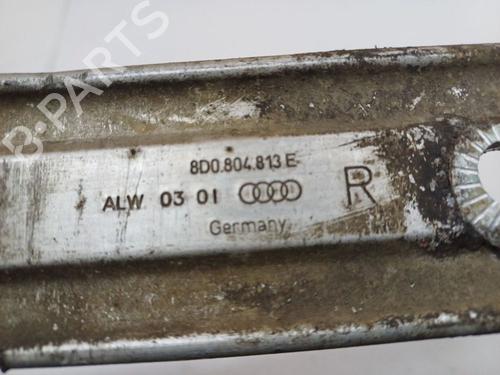 B-PARTS
8D0.804.813 E
ALW 03 01 R
Germany